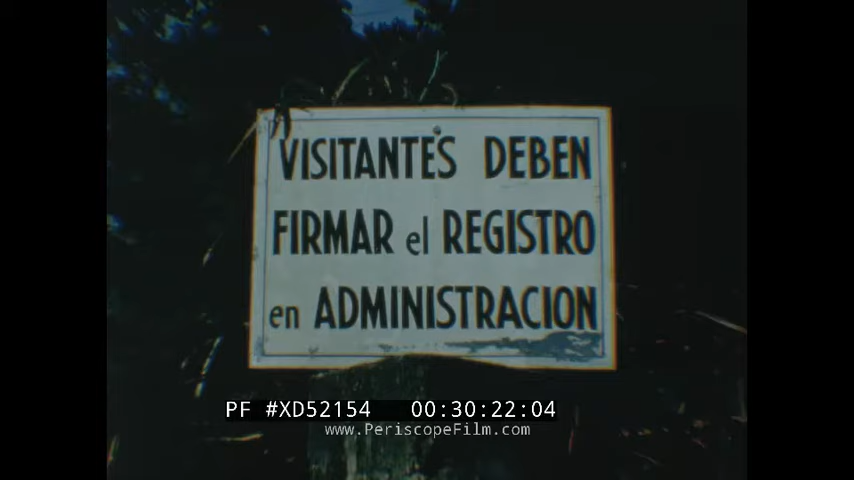 VISITANTES DEBEN
FIRMAR el REGISTRO
en ADMINISTRACION
PF #XD52154 00:30:22:04
www.PeriscopeFilm.com